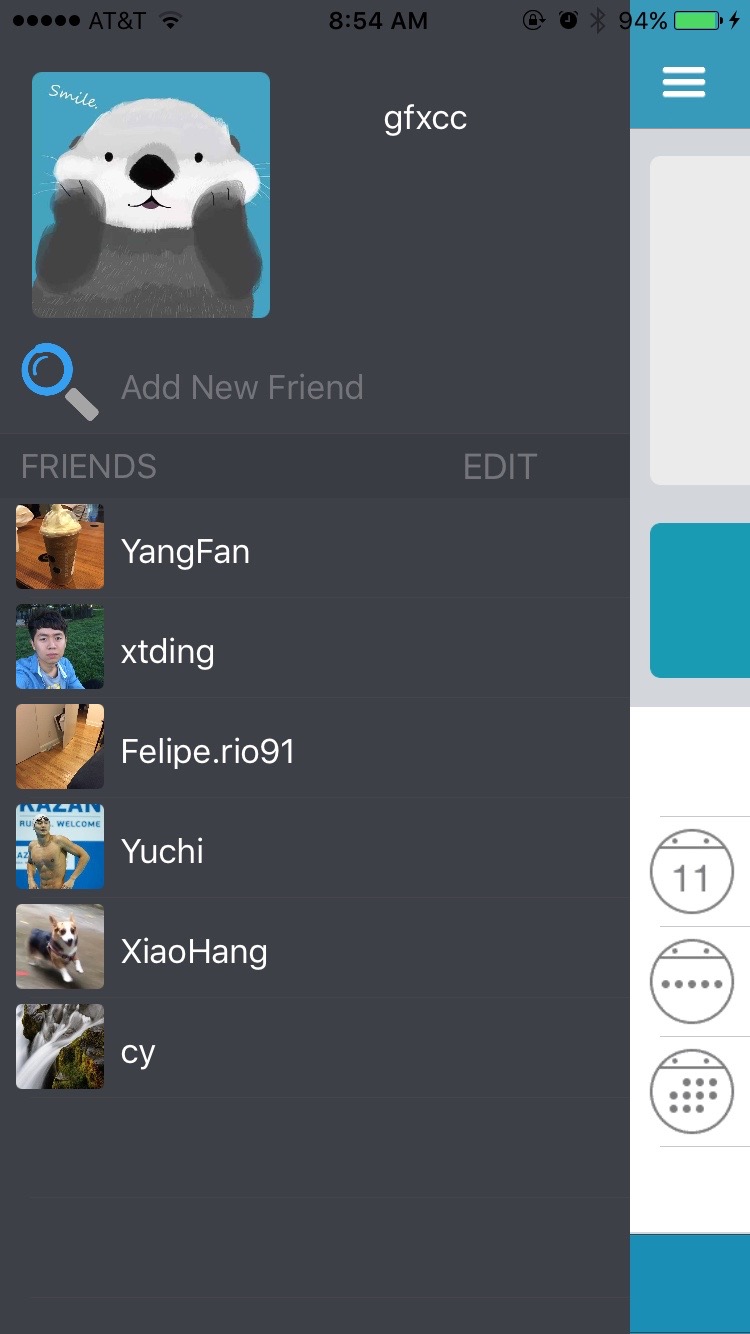 AT&T 8:54 AM 94%
Smile.
gfxcc
Add New Friend
FRIENDS EDIT
YangFan
xtding
Felipe.rio91
KAZAN
WELCOME
Yuchi
XiaoHang
cy
11